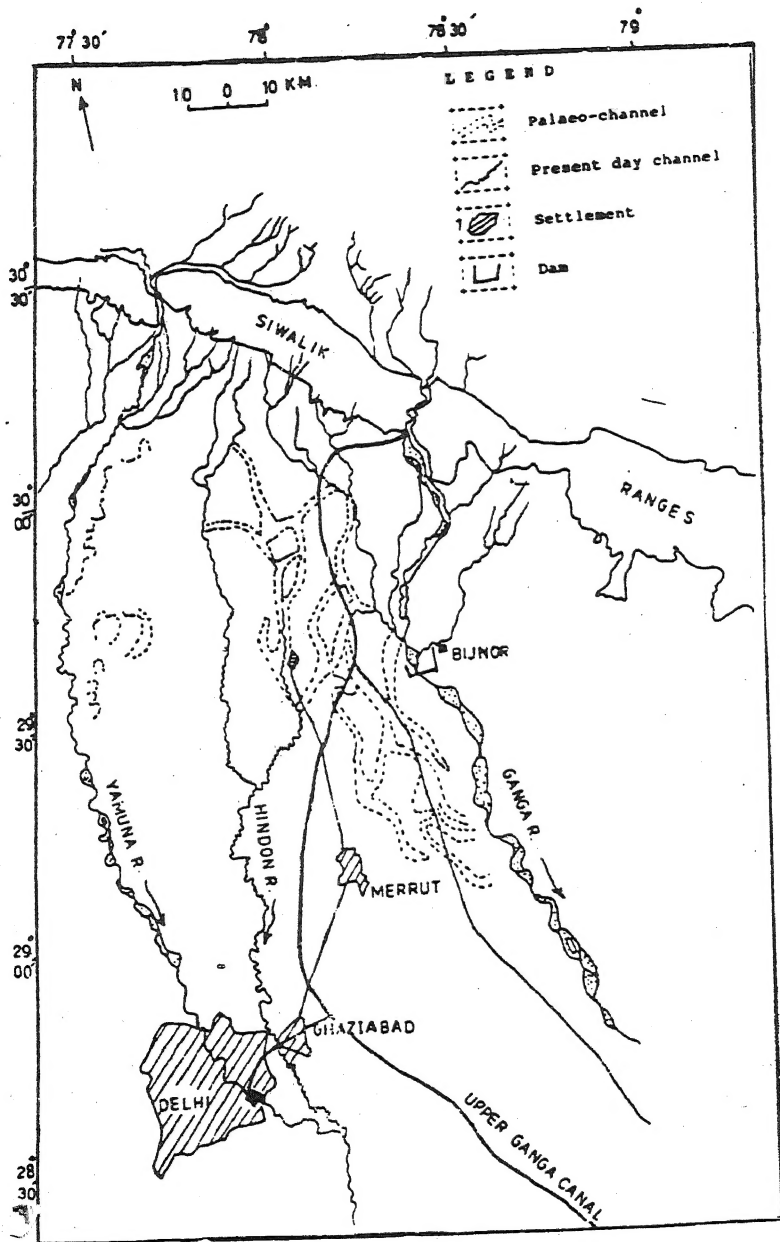 77° 30'
78°
78° 30'
79°
N
10 0 10 KM.
LEGEND
Palaeo-channel
Present day channel
1 Settlement
Dam
30° 30'
SIWALIK
RANGES
30° 00'
BIJNOR
29° 30'
YAMUNA R.
HINDON R.
GANGA R.
MERRUT
29° 00'
GHAZIABAD
DELHI
UPPER GANGA CANAL
28° 30'